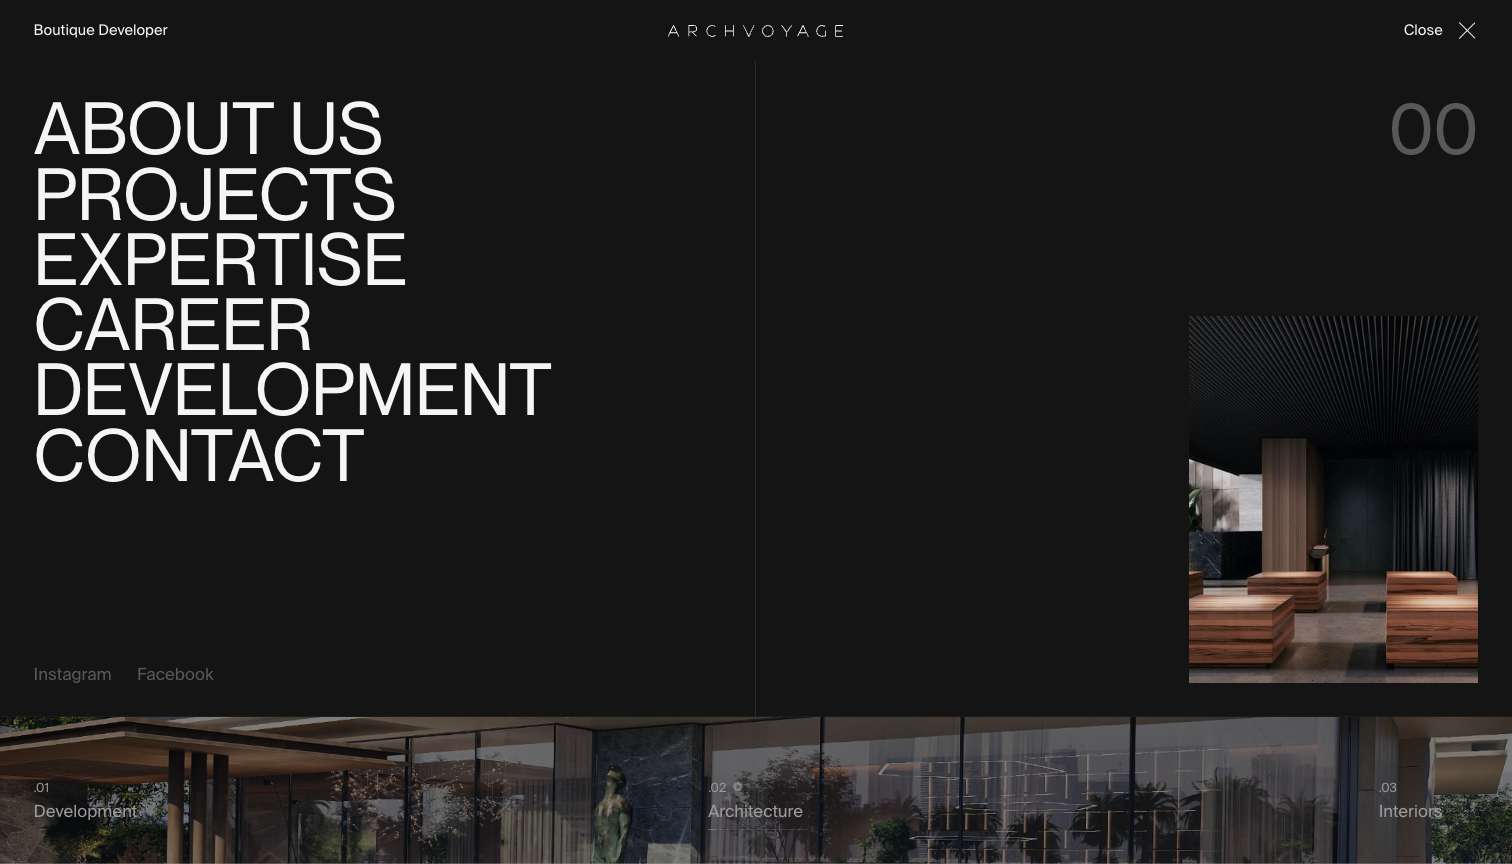 Boutique Developer
ARCHVOYAGE
Close
ABOUT US
PROJECTS
EXPERTISE
CAREER
DEVELOPMENT
CONTACT
00
Instagram
Facebook
.01
Development
.02
Architecture
.03
Interiors